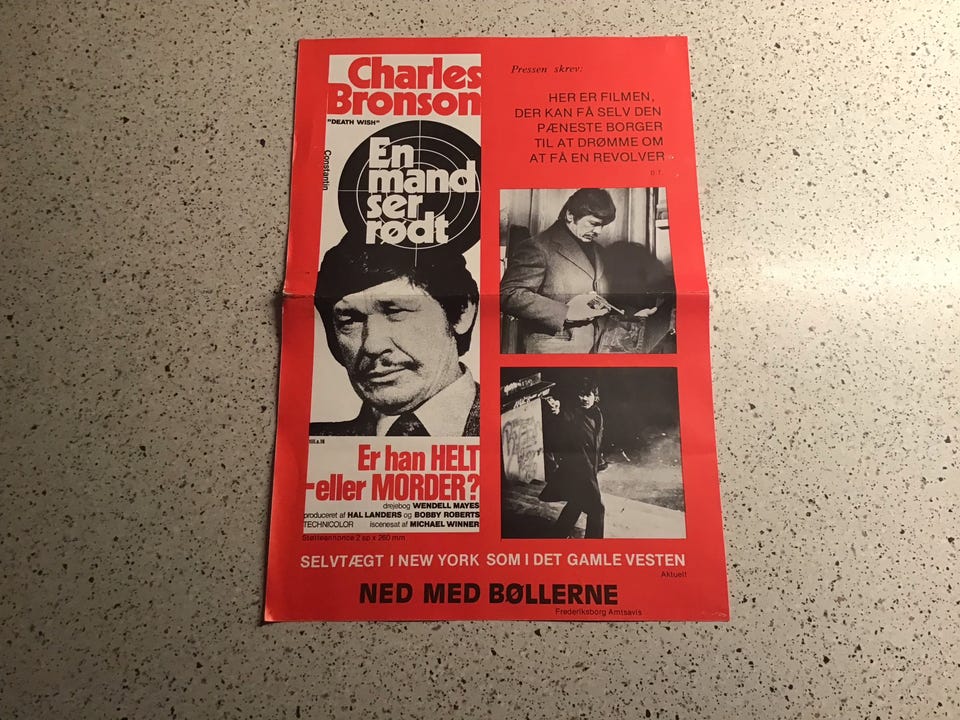 Charles
Bronson
"DEATH WISH"
Constantin
En
mand
ser
rødt
Er han HELT
-eller MORDER?
drejebog WENDELL MAYES
produceret af HAL LANDERS og BOBBY ROBERTS
TECHNICOLOR iscenesat af MICHAEL WINNER
Støtteannonce 2 sp x 260 mm
Pressen skrev:
HER ER FILMEN,
DER KAN FÅ SELV DEN
PÆNESTE BORGER
TIL AT DRØMME OM
AT FÅ EN REVOLVER
SELVTÆGT I NEW YORK SOM I DET GAMLE VESTEN
Aktuelt
NED MED BØLLERNE
Frederiksborg Amtsavis